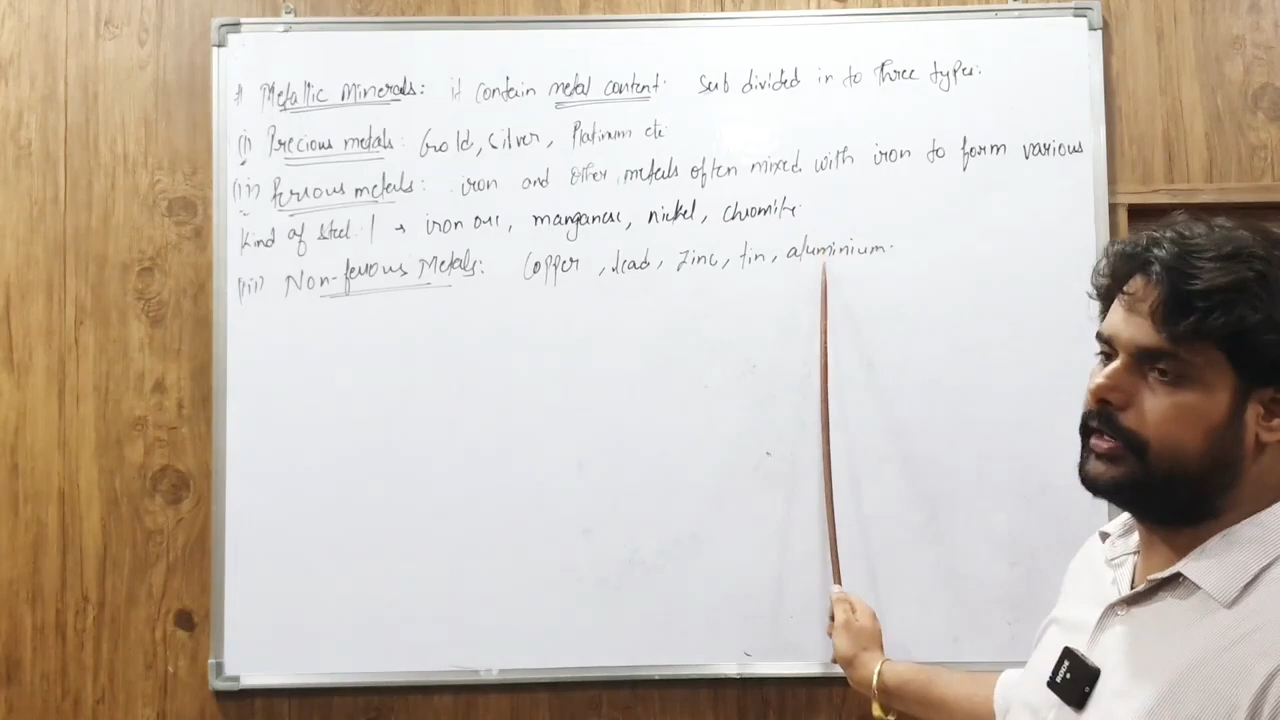 1) Metallic Minerals: it contain metal content. Sub divided in to three types.
(i) Precious metals: Gold, Silver, Platinum etc
(ii) Ferrous metals: iron and other metals often mixed with iron to form various
kind of steel. | → iron ore, manganese, nickel, chromite.
(iii) Non-ferrous Metals: Copper, lead, Zinc, tin, aluminium.
RODE